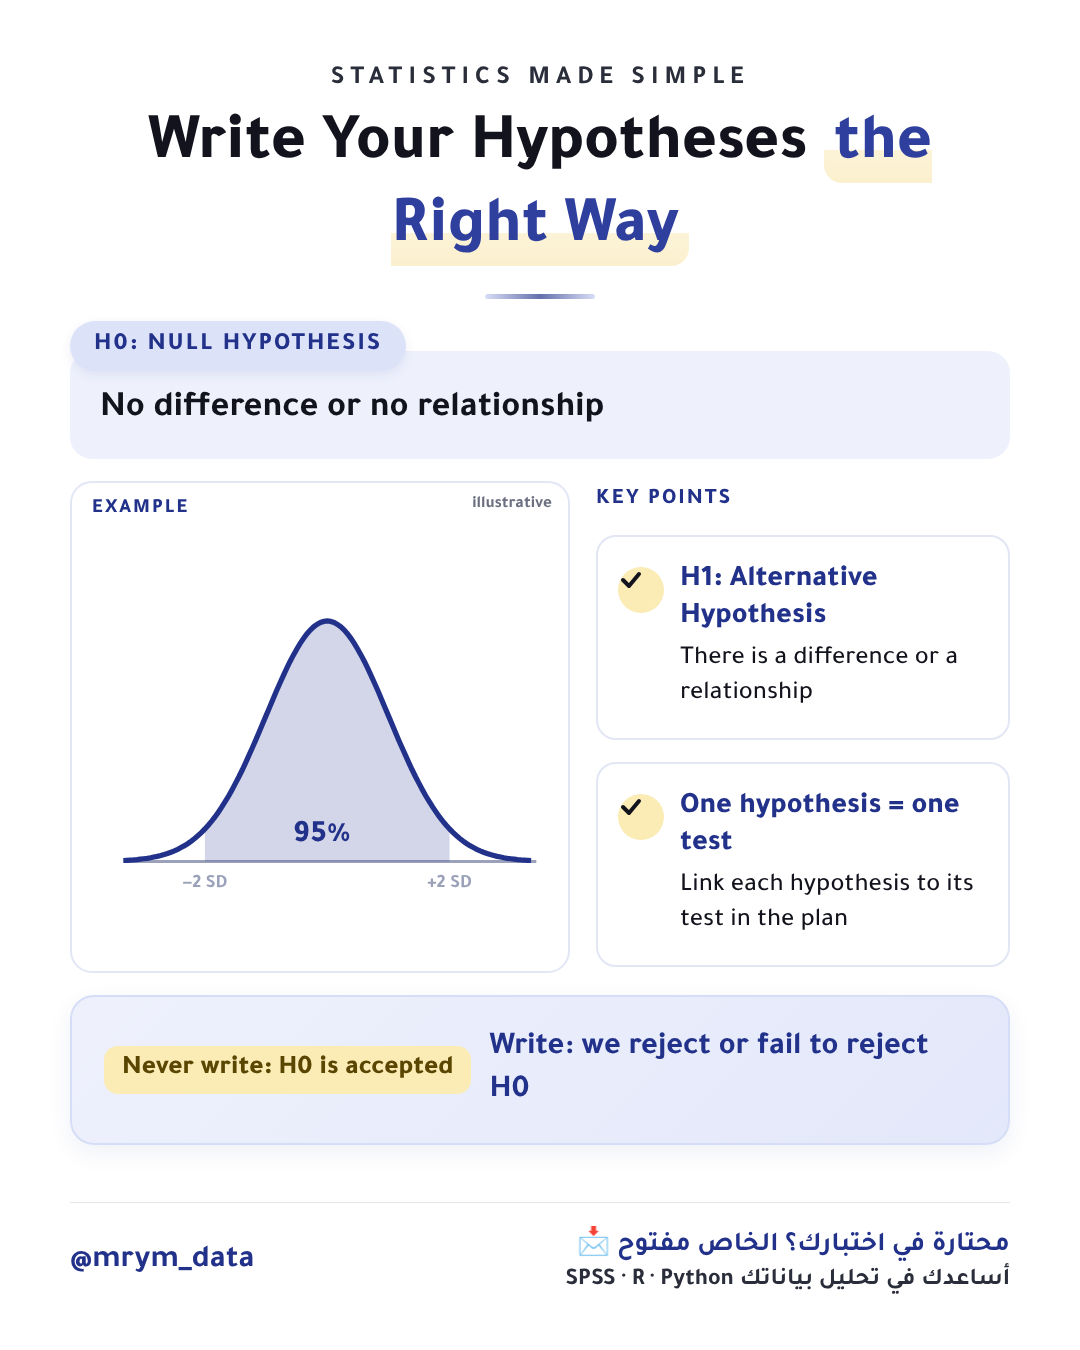 STATISTICS MADE SIMPLE
Write Your Hypotheses the
Right Way
H0: NULL HYPOTHESIS
No difference or no relationship
EXAMPLE
illustrative
95%
−2 SD
+2 SD
KEY POINTS
H1: Alternative
Hypothesis
There is a difference or a
relationship
One hypothesis = one
test
Link each hypothesis to its
test in the plan
Never write: H0 is accepted
Write: we reject or fail to reject
H0
@mrym_data
محتارة في اختبارك؟ الخاص مفتوح 📩
أساعدك في تحليل بياناتك SPSS · R · Python